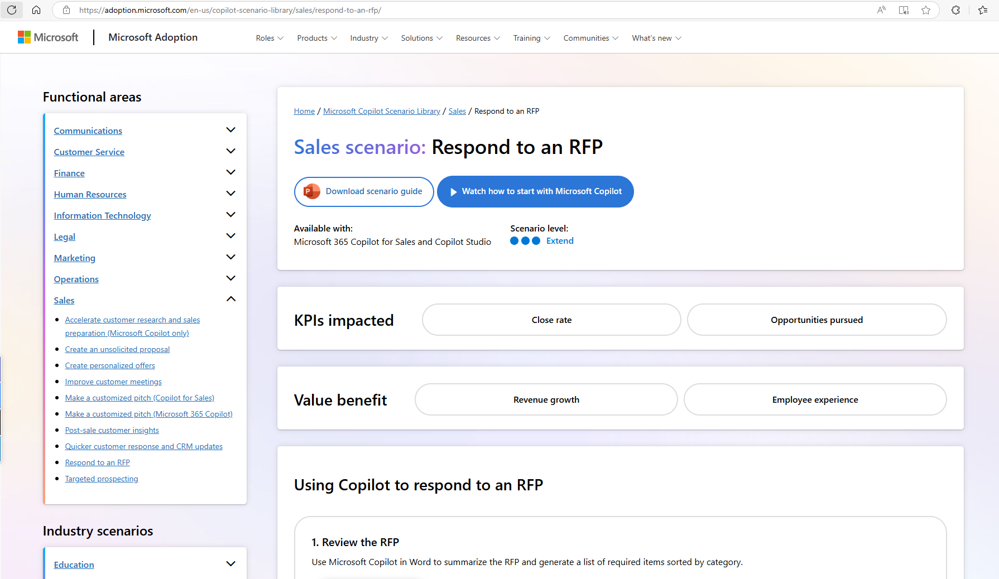 https://adoption.microsoft.com/en-us/copilot-scenario-library/sales/respond-to-an-rfp/
Microsoft
Microsoft Adoption
Roles
Products
Industry
Solutions
Resources
Training
Communities
What's new
Functional areas
Communications
Customer Service
Finance
Human Resources
Information Technology
Legal
Marketing
Operations
Sales
Accelerate customer research and sales
preparation (Microsoft Copilot only)
Create an unsolicited proposal
Create personalized offers
Improve customer meetings
Make a customized pitch (Copilot for Sales)
Make a customized pitch (Microsoft 365 Copilot)
Post-sale customer insights
Quicker customer response and CRM updates
Respond to an RFP
Targeted prospecting
Industry scenarios
Education
Home / Microsoft Copilot Scenario Library / Sales / Respond to an RFP
Sales scenario: Respond to an RFP
Download scenario guide
Watch how to start with Microsoft Copilot
Available with:
Microsoft 365 Copilot for Sales and Copilot Studio
Scenario level:
Extend
KPIs impacted
Close rate
Opportunities pursued
Value benefit
Revenue growth
Employee experience
Using Copilot to respond to an RFP
1. Review the RFP
Use Microsoft Copilot in Word to summarize the RFP and generate a list of required items sorted by category.